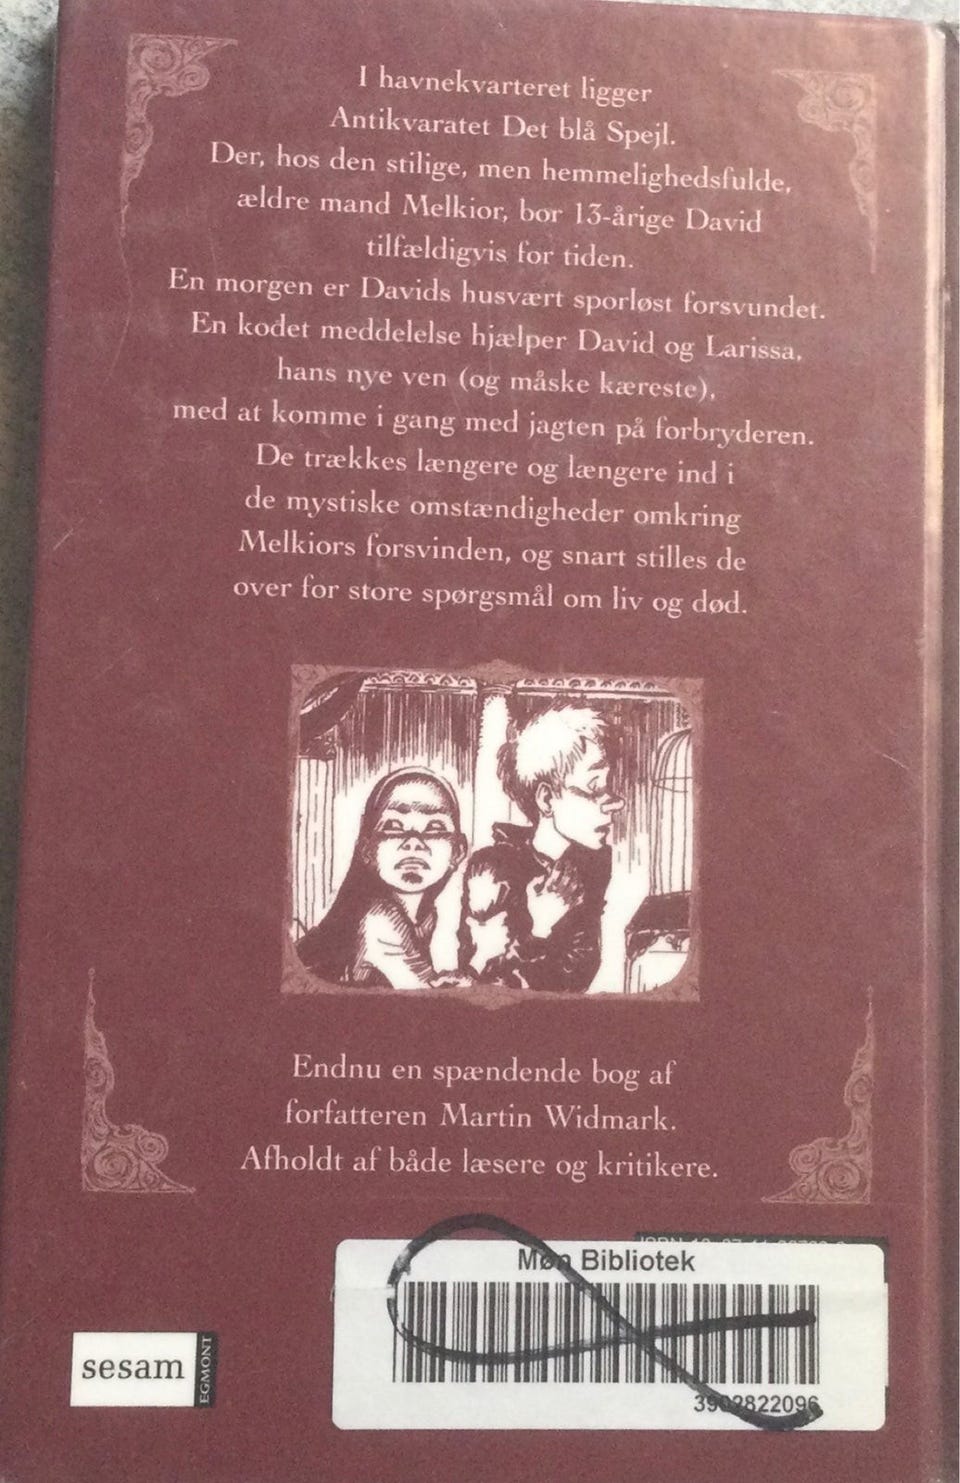 I havnekvarteret ligger
Antikvaratet Det blå Spejl.
Der, hos den stilige, men hemmelighedsfulde,
ældre mand Melkior, bor 13-årige David
tilfældigvis for tiden.
En morgen er Davids husvært sporløst forsvundet.
En kodet meddelelse hjælper David og Larissa,
hans nye ven (og måske kæreste),
med at komme i gang med jagten på forbryderen.
De trækkes længere og længere ind i
de mystiske omstændigheder omkring
Melkiors forsvinden, og snart stilles de
over for store spørgsmål om liv og død.
Endnu en spændende bog af
forfatteren Martin Widmark.
Afholdt af både læsere og kritikere.
Møn Bibliotek
3902822096
sesam
EGMONT